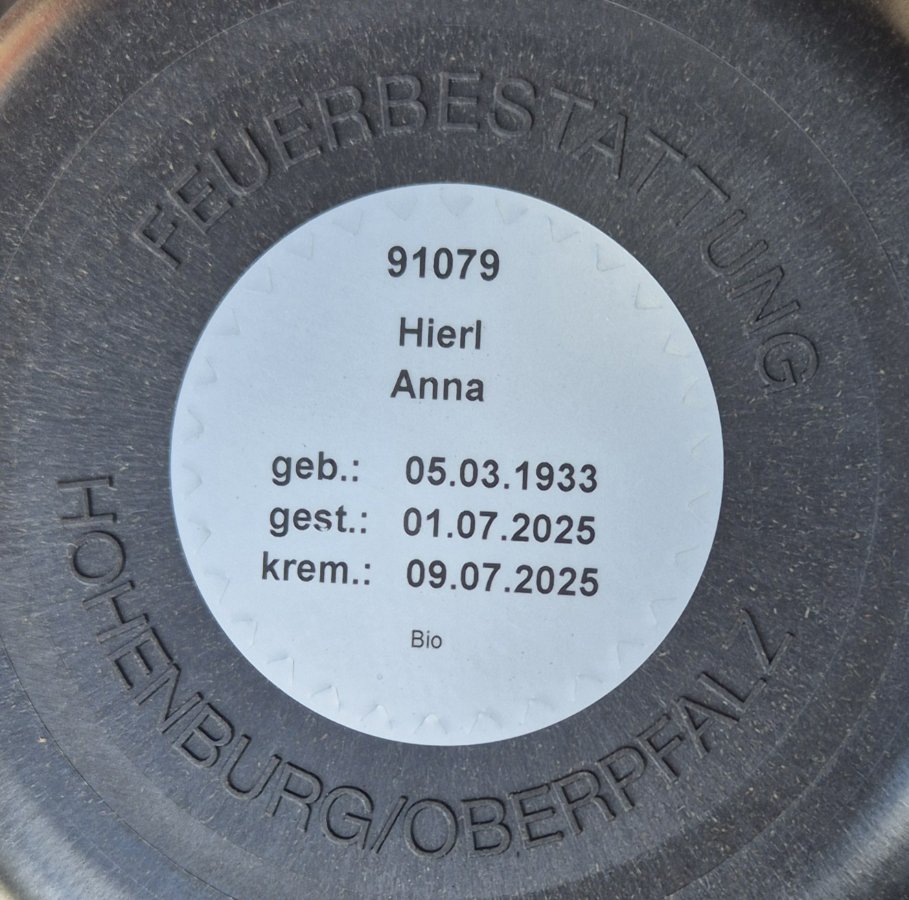 FEUERBESTATTUNG
91079
Hierl
Anna
geb.: 05.03.1933
gest.: 01.07.2025
krem.: 09.07.2025
Bio
HOHENBURG/OBERPFALZ